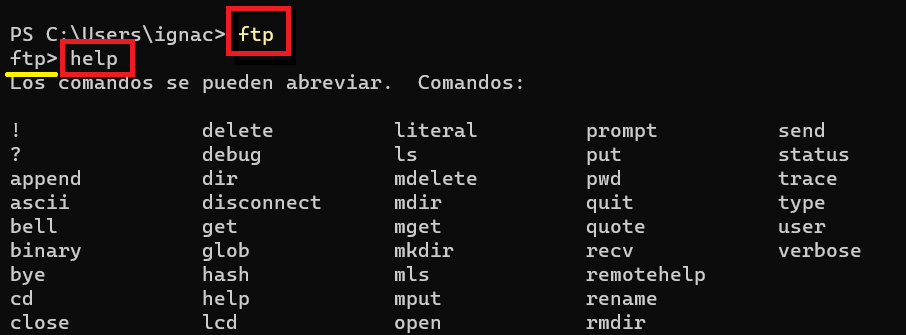 PS C:\Users\ignac> ftp
ftp> help
Los comandos se pueden abreviar.  Comandos:
!               delete          literal         prompt          send
?               debug           ls              put             status
append          dir             mdelete         pwd             trace
ascii           disconnect      mdir            quit            type
bell            get             mget            quote           user
binary          glob            mkdir           recv            verbose
bye             hash            mls             remotehelp
cd              help            mput            rename
close           lcd             open            rmdir